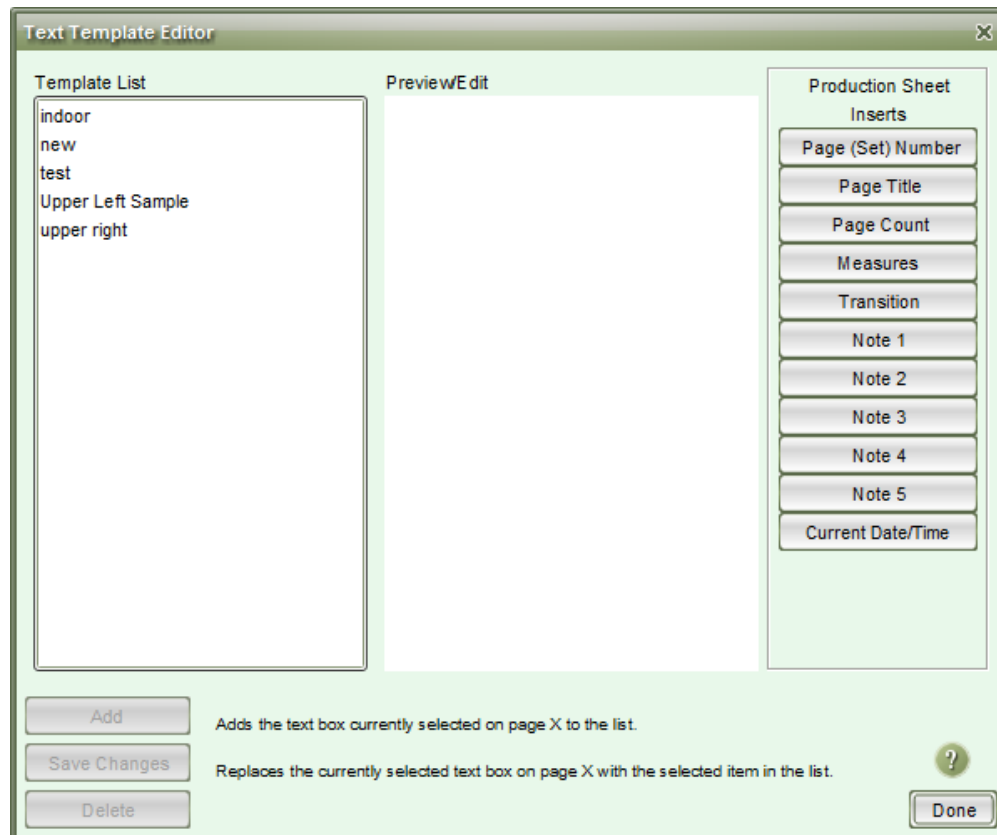 Text Template Editor
Template List
indoor
new
test
Upper Left Sample
upper right
Preview/Edit
Production Sheet
Inserts
Page (Set) Number
Page Title
Page Count
Measures
Transition
Note 1
Note 2
Note 3
Note 4
Note 5
Current Date/Time
Add
Adds the text box currently selected on page X to the list.
Save Changes
Replaces the currently selected text box on page X with the selected item in the list.
Delete
?
Done